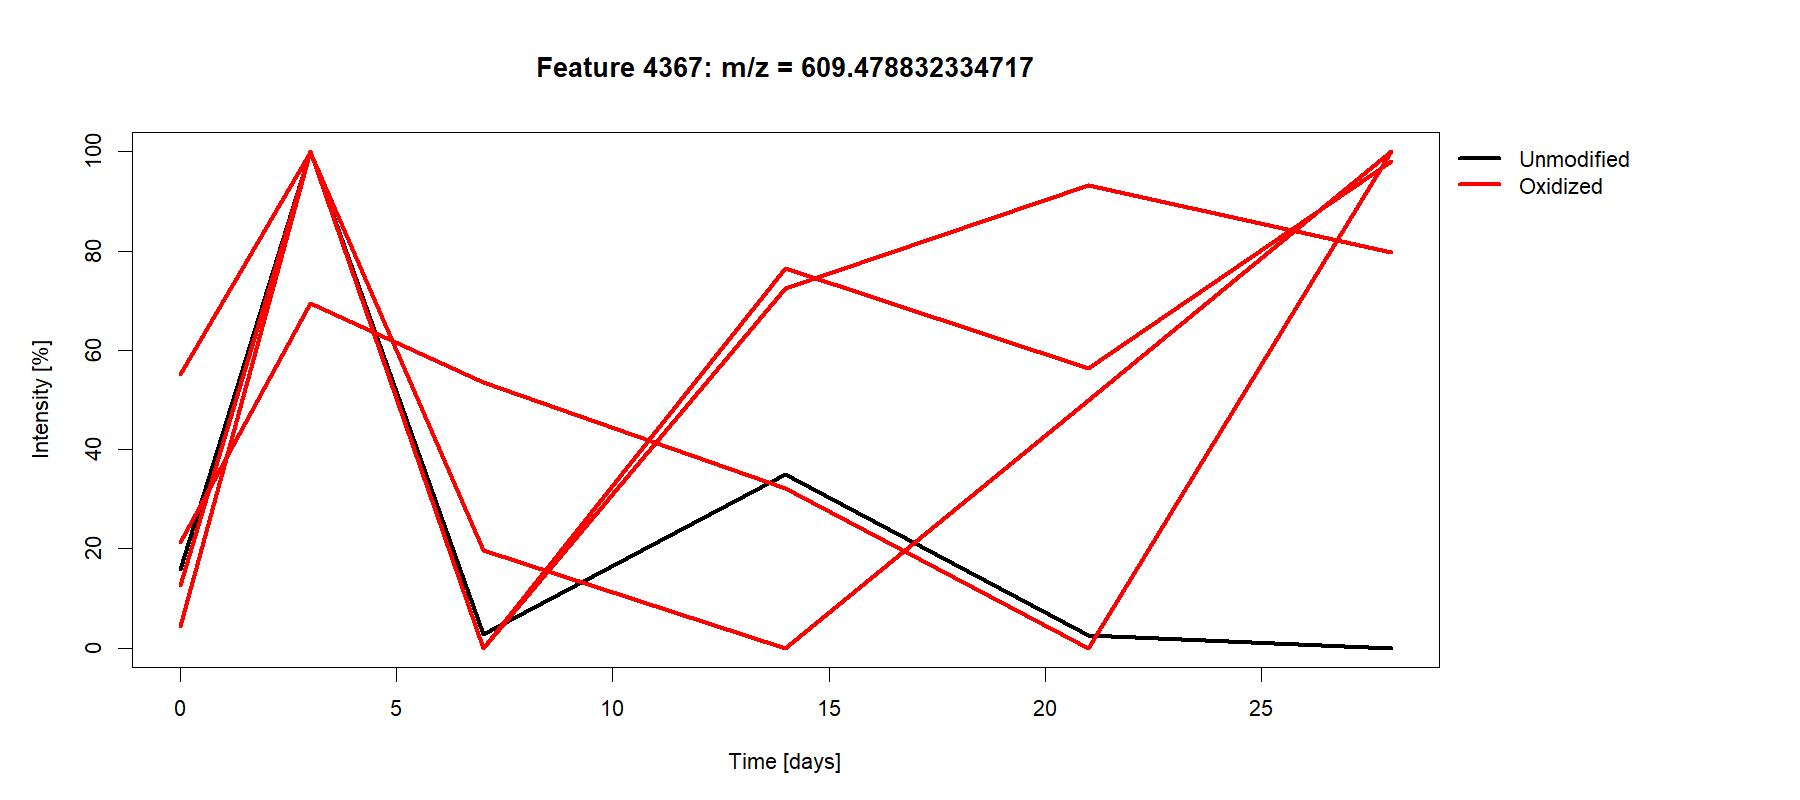 Feature 4367: m/z = 609.478832334717
Unmodified
Oxidized
100
80
60
40
20
0
Intensity [%]
0 5 10 15 20 25
Time [days]